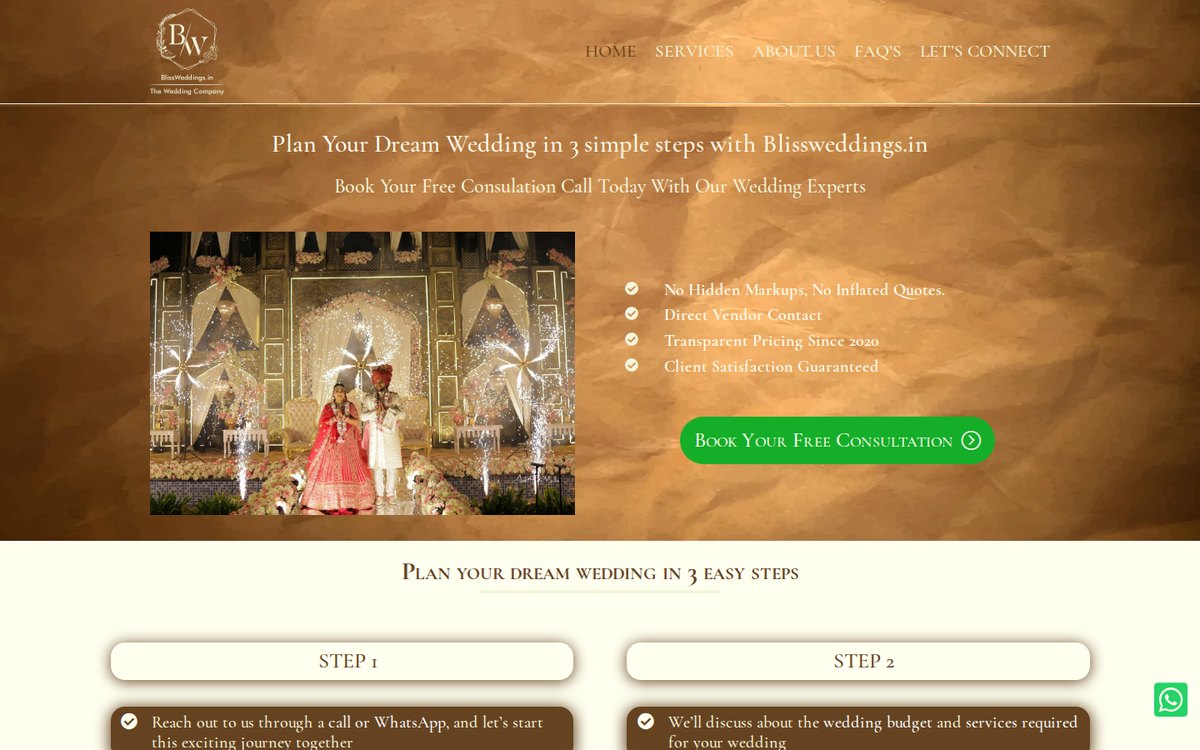 BW
BlissWeddings.in
The Wedding Company
HOME SERVICES ABOUT US FAQ'S LET'S CONNECT
Plan Your Dream Wedding in 3 simple steps with Blissweddings.in
Book Your Free Consulation Call Today With Our Wedding Experts
No Hidden Markups, No Inflated Quotes.
Direct Vendor Contact
Transparent Pricing Since 2020
Client Satisfaction Guaranteed
Book Your Free Consultation
Plan your dream wedding in 3 easy steps
STEP 1
Reach out to us through a call or WhatsApp, and let's start
this exciting journey together
STEP 2
We'll discuss about the wedding budget and services required
for your wedding